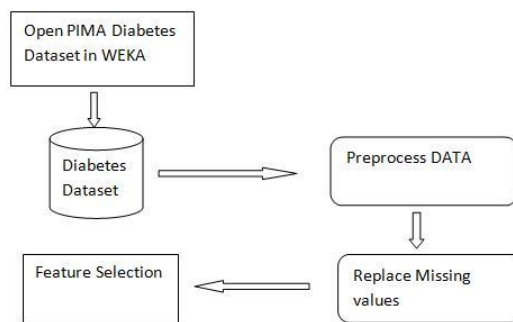 Open PIMA Diabetes
Dataset in WEKA
Diabetes
Dataset
Preprocess DATA
Replace Missing
values
Feature Selection